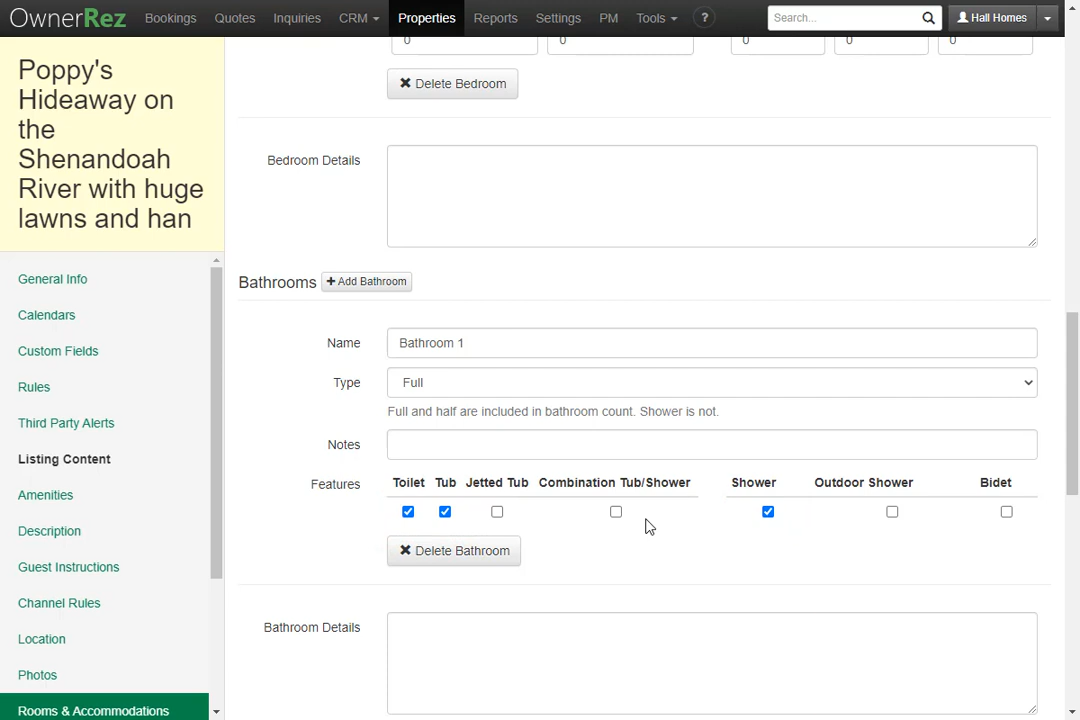 OwnerRez Bookings Quotes Inquiries CRM Properties Reports Settings PM Tools ? Search... Hall Homes
Poppy's
Hideaway on
the
Shenandoah
River with huge
lawns and han
General Info
Calendars
Custom Fields
Rules
Third Party Alerts
Listing Content
Amenities
Description
Guest Instructions
Channel Rules
Location
Photos
Rooms & Accommodations
0 0 0 0 0
Delete Bedroom
Bedroom Details
Bathrooms + Add Bathroom
Name Bathroom 1
Type Full
Full and half are included in bathroom count. Shower is not.
Notes
Features Toilet Tub Jetted Tub Combination Tub/Shower Shower Outdoor Shower Bidet
Delete Bathroom
Bathroom Details